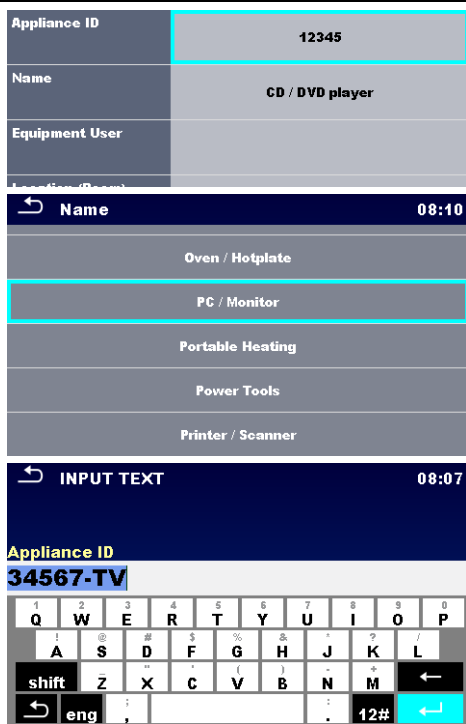 Appliance ID
12345
Name
CD / DVD player
Equipment User
Name 08:10
Oven / Hotplate
PC / Monitor
Portable Heating
Power Tools
Printer / Scanner
INPUT TEXT 08:07
Appliance ID
34567-TV
1 2 3 4 5 6 7 8 9 0
Q W E R T Y U I O P
! @ # $ % &
A S D F G H J K L
shift Z X C V B N M
eng ; , : . 12#